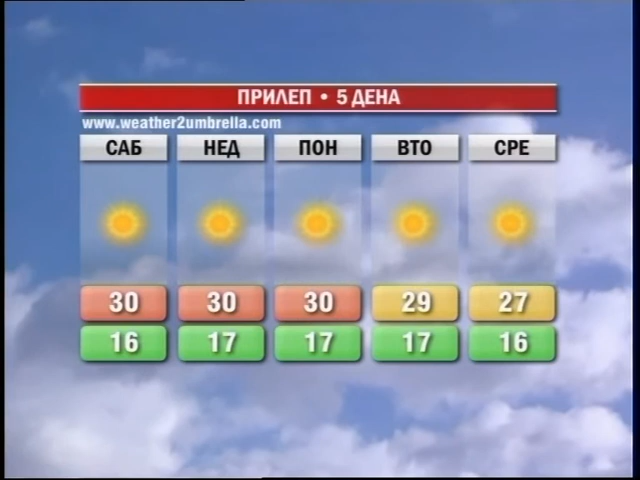 ПРИЛЕП • 5 ДЕНА
www.weather2umbrella.com
САБ НЕД ПОН ВТО СРЕ
30 30 30 29 27
16 17 17 17 16